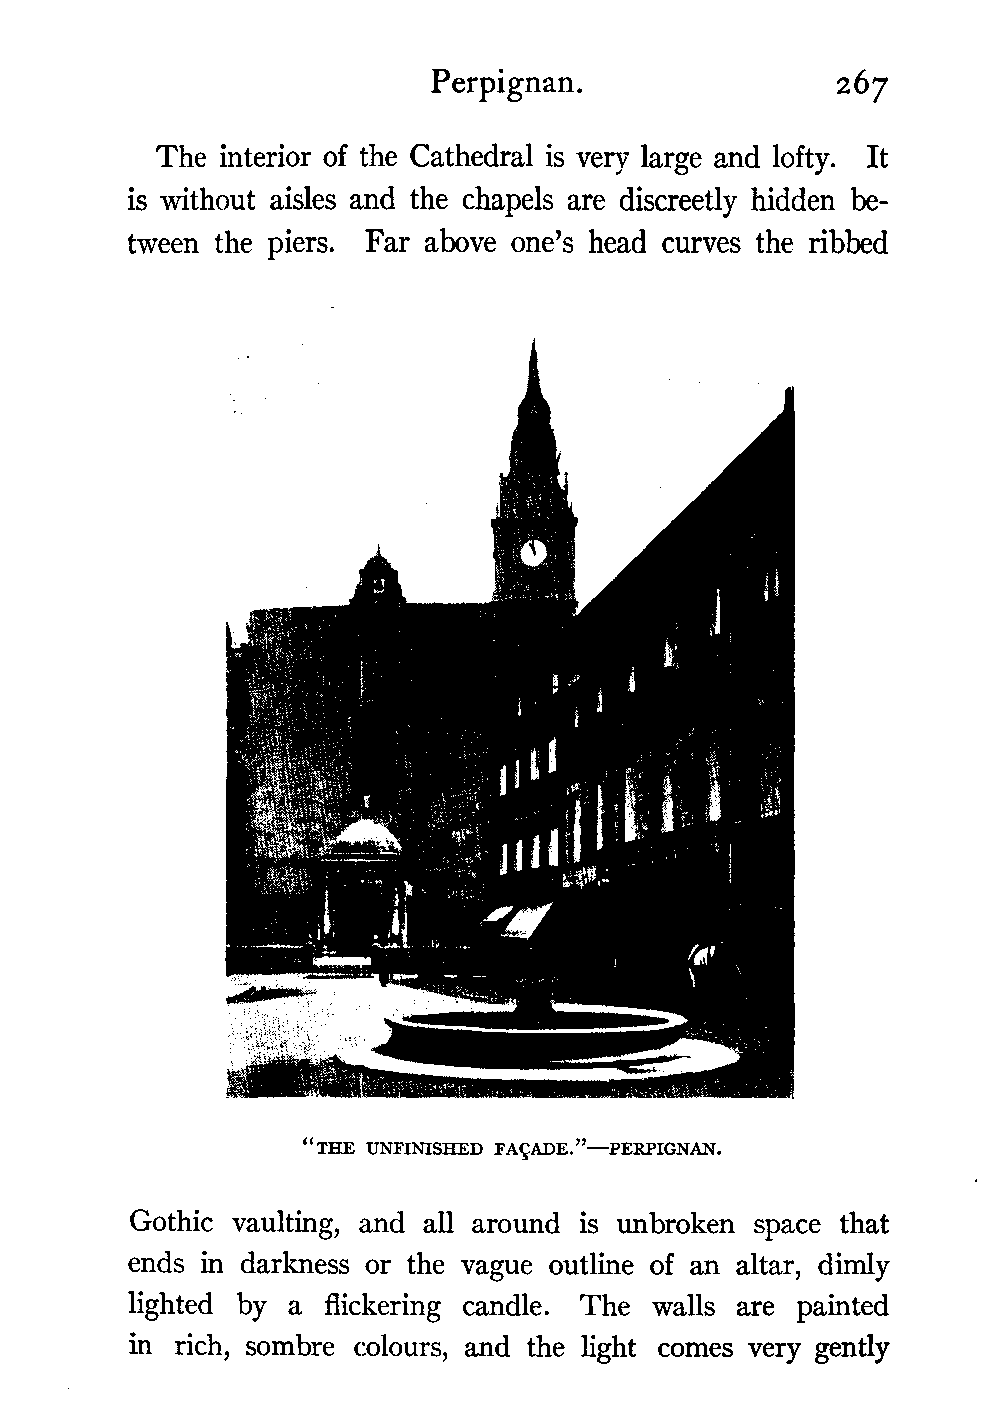 Perpignan. 267
The interior of the Cathedral is very large and lofty. It
is without aisles and the chapels are discreetly hidden be-
tween the piers. Far above one's head curves the ribbed
"THE UNFINISHED FAÇADE."—PERPIGNAN.
Gothic vaulting, and all around is unbroken space that
ends in darkness or the vague outline of an altar, dimly
lighted by a flickering candle. The walls are painted
in rich, sombre colours, and the light comes very gently